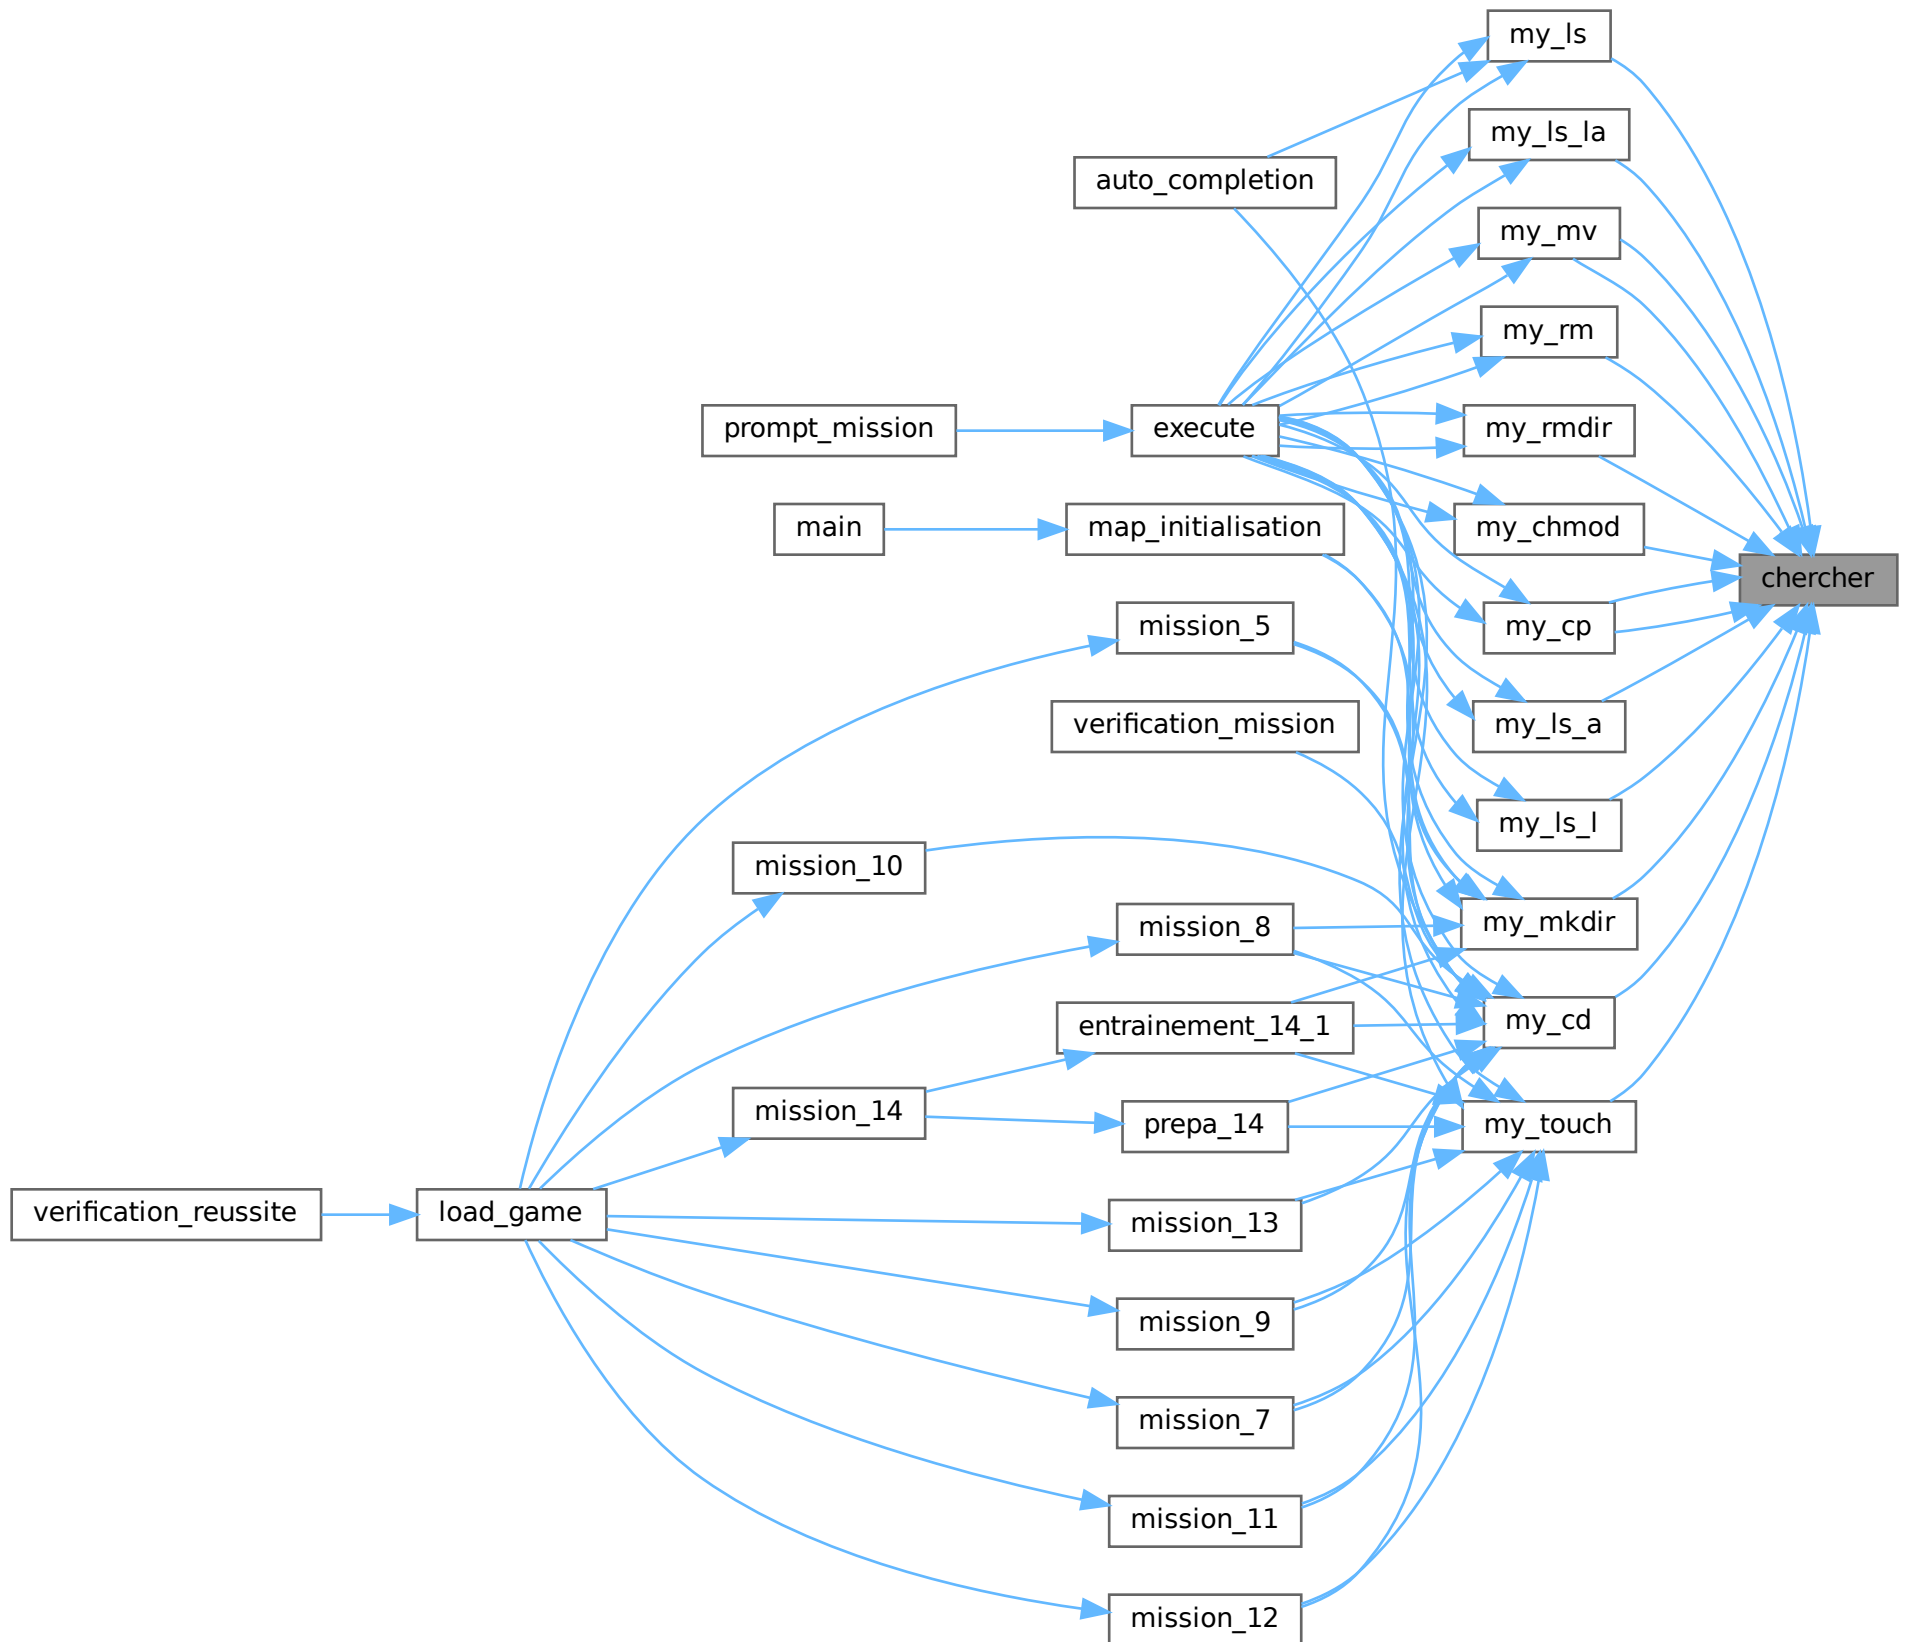 my_ls
my_ls_la
auto_completion
my_mv
my_rm
prompt_mission
execute
my_rmdir
main
map_initialisation
my_chmod
chercher
mission_5
my_cp
verification_mission
my_ls_a
my_ls_l
mission_10
mission_8
my_mkdir
entrainement_14_1
my_cd
mission_14
prepa_14
my_touch
verification_reussite
load_game
mission_13
mission_9
mission_7
mission_11
mission_12